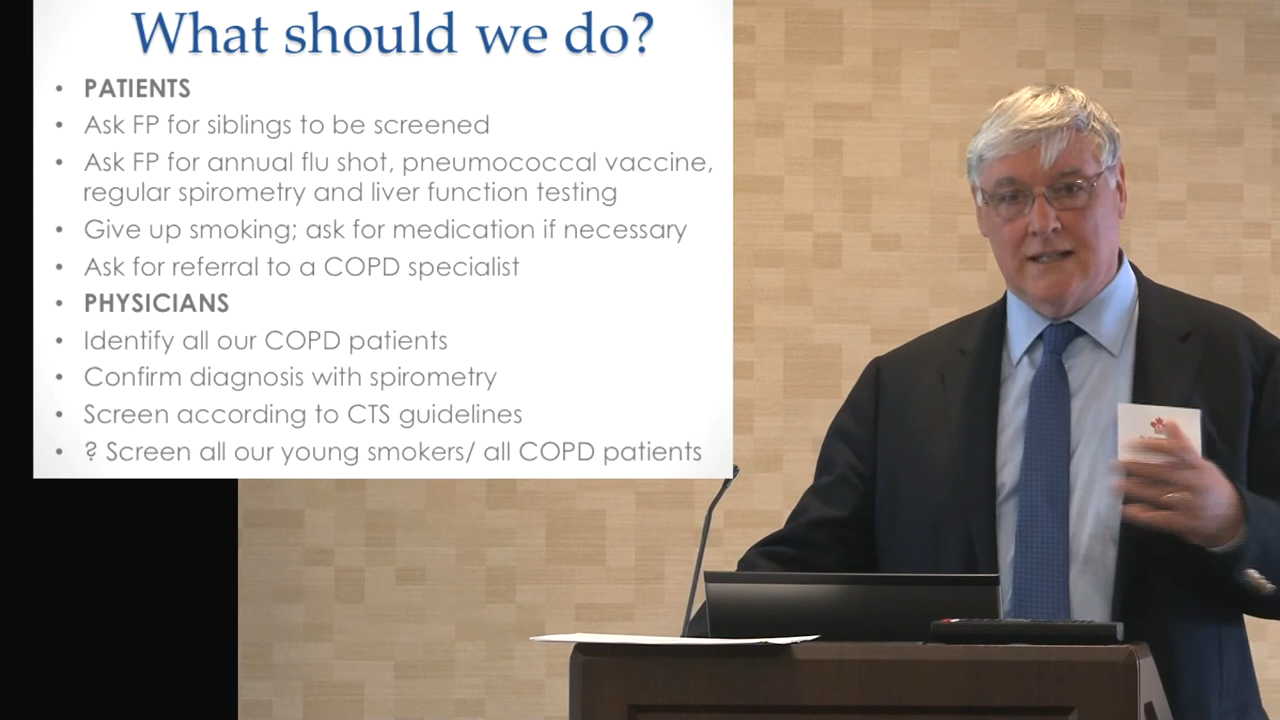 What should we do?
• PATIENTS
• Ask FP for siblings to be screened
• Ask FP for annual flu shot, pneumococcal vaccine,
regular spirometry and liver function testing
• Give up smoking; ask for medication if necessary
• Ask for referral to a COPD specialist
• PHYSICIANS
• Identify all our COPD patients
• Confirm diagnosis with spirometry
• Screen according to CTS guidelines
• ? Screen all our young smokers/ all COPD patients